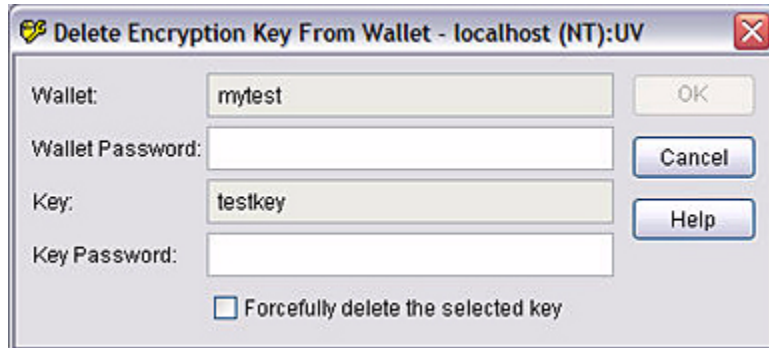 Delete Encryption Key From Wallet - localhost (NT):UV
Wallet: mytest OK
Wallet Password: Cancel
Key: testkey Help
Key Password:
Forcefully delete the selected key